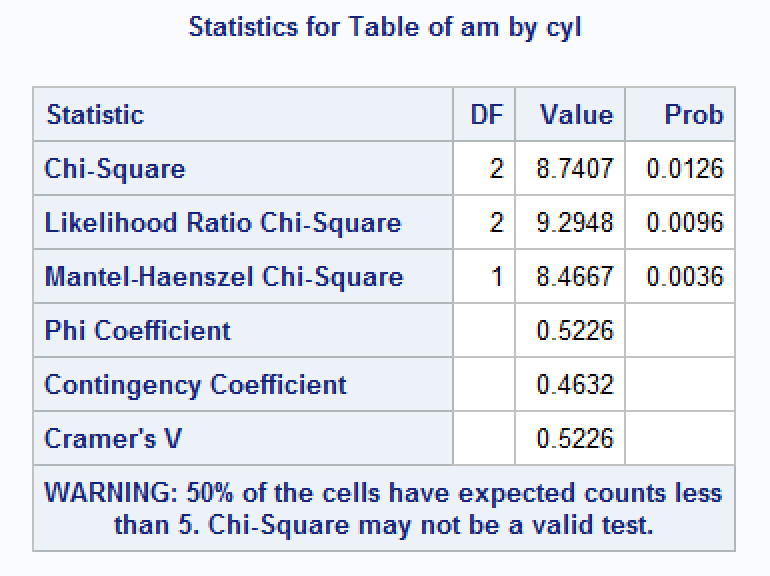 Statistics for Table of am by cyl
Statistic DF Value Prob
Chi-Square 2 8.7407 0.0126
Likelihood Ratio Chi-Square 2 9.2948 0.0096
Mantel-Haenszel Chi-Square 1 8.4667 0.0036
Phi Coefficient 0.5226
Contingency Coefficient 0.4632
Cramer's V 0.5226
WARNING: 50% of the cells have expected counts less
than 5. Chi-Square may not be a valid test.